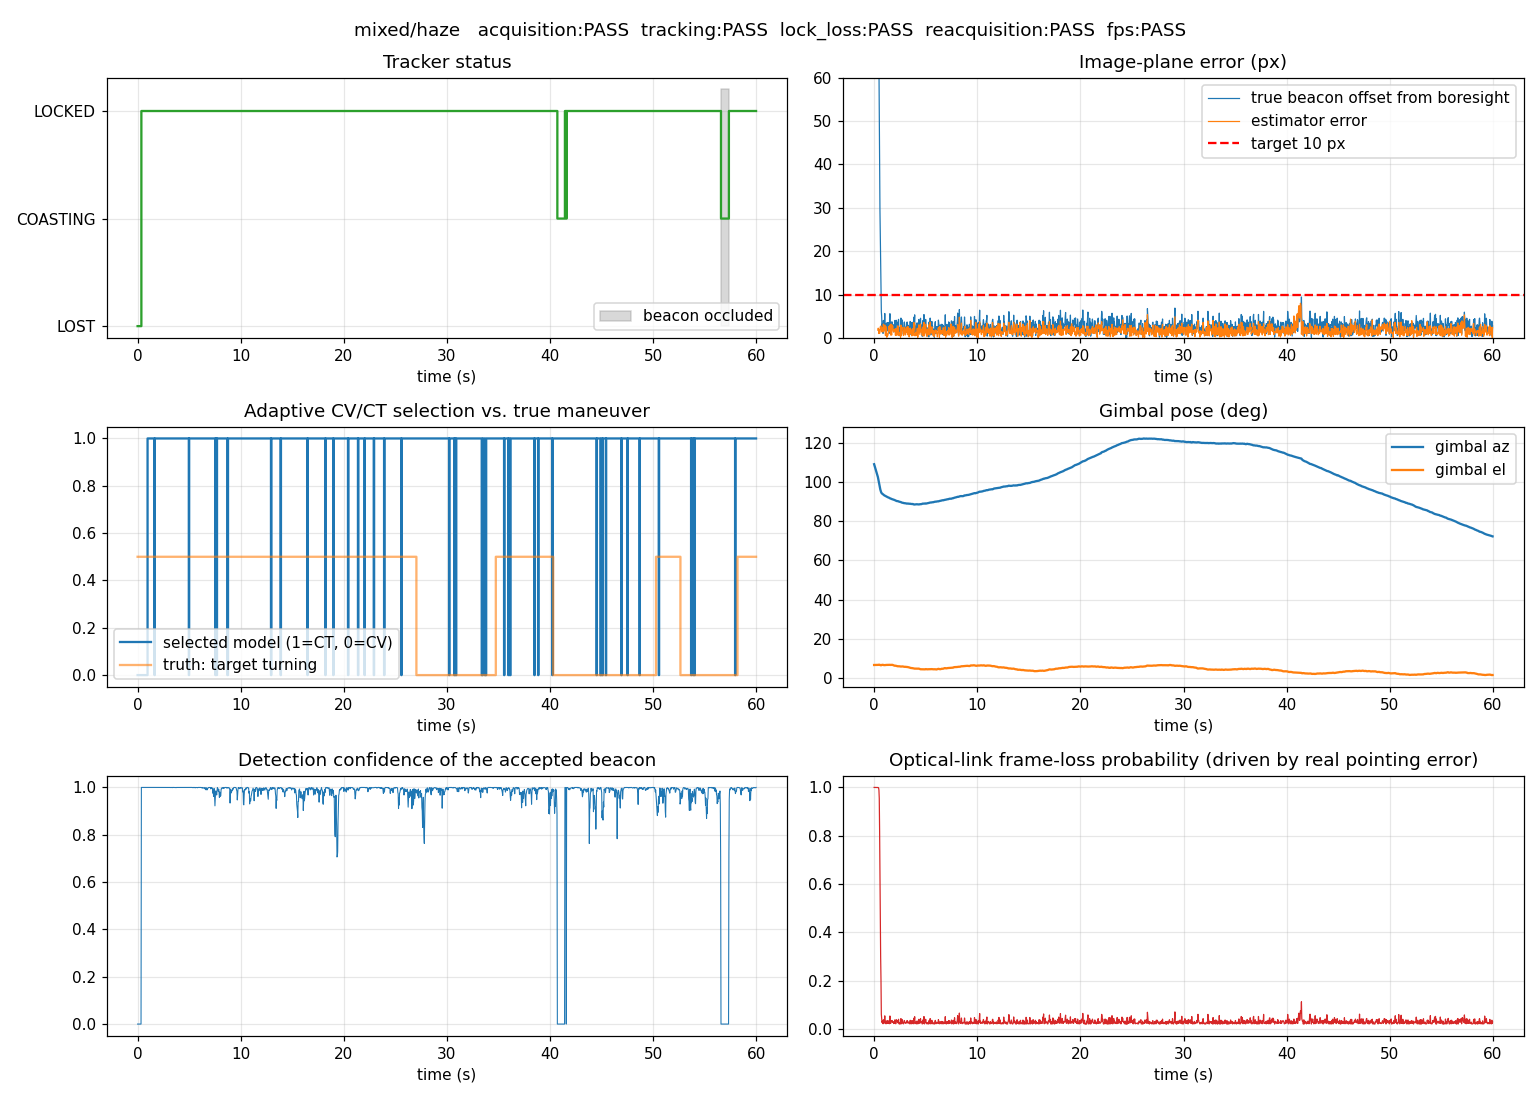 mixed/haze   acquisition:PASS  tracking:PASS  lock_loss:PASS  reacquisition:PASS  fps:PASS
Tracker status
LOCKED
COASTING
LOST
beacon occluded
0 10 20 30 40 50 60
time (s)
Image-plane error (px)
60
50
40
30
20
10
0
true beacon offset from boresight
estimator error
target 10 px
0 10 20 30 40 50 60
time (s)
Adaptive CV/CT selection vs. true maneuver
1.0
0.8
0.6
0.4
0.2
0.0
selected model (1=CT, 0=CV)
truth: target turning
0 10 20 30 40 50 60
time (s)
Gimbal pose (deg)
120
100
80
60
40
20
0
gimbal az
gimbal el
0 10 20 30 40 50 60
time (s)
Detection confidence of the accepted beacon
1.0
0.8
0.6
0.4
0.2
0.0
0 10 20 30 40 50 60
time (s)
Optical-link frame-loss probability (driven by real pointing error)
1.0
0.8
0.6
0.4
0.2
0.0
0 10 20 30 40 50 60
time (s)